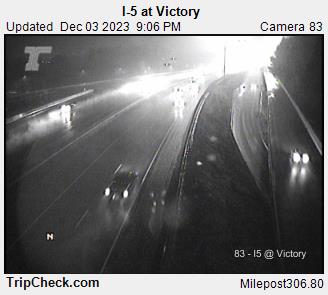 I-5 at Victory
Updated Dec 03 2023 9:06 PM Camera 83
T
N
83 - I5 @ Victory
TripCheck.com Milepost306.80